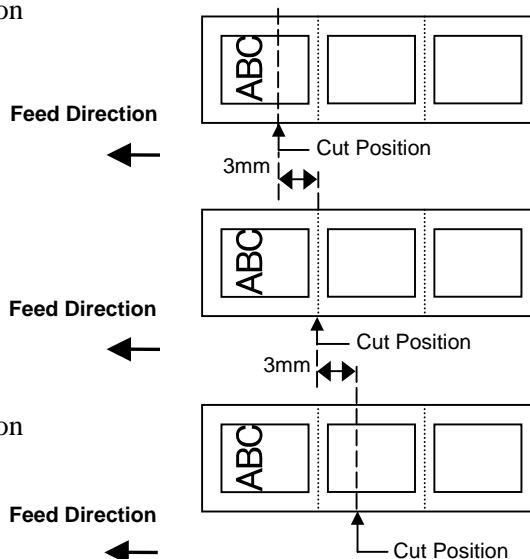 on
ABC
Feed Direction
Cut Position
3mm
ABC
Feed Direction
Cut Position
3mm
on
ABC
Feed Direction
Cut Position